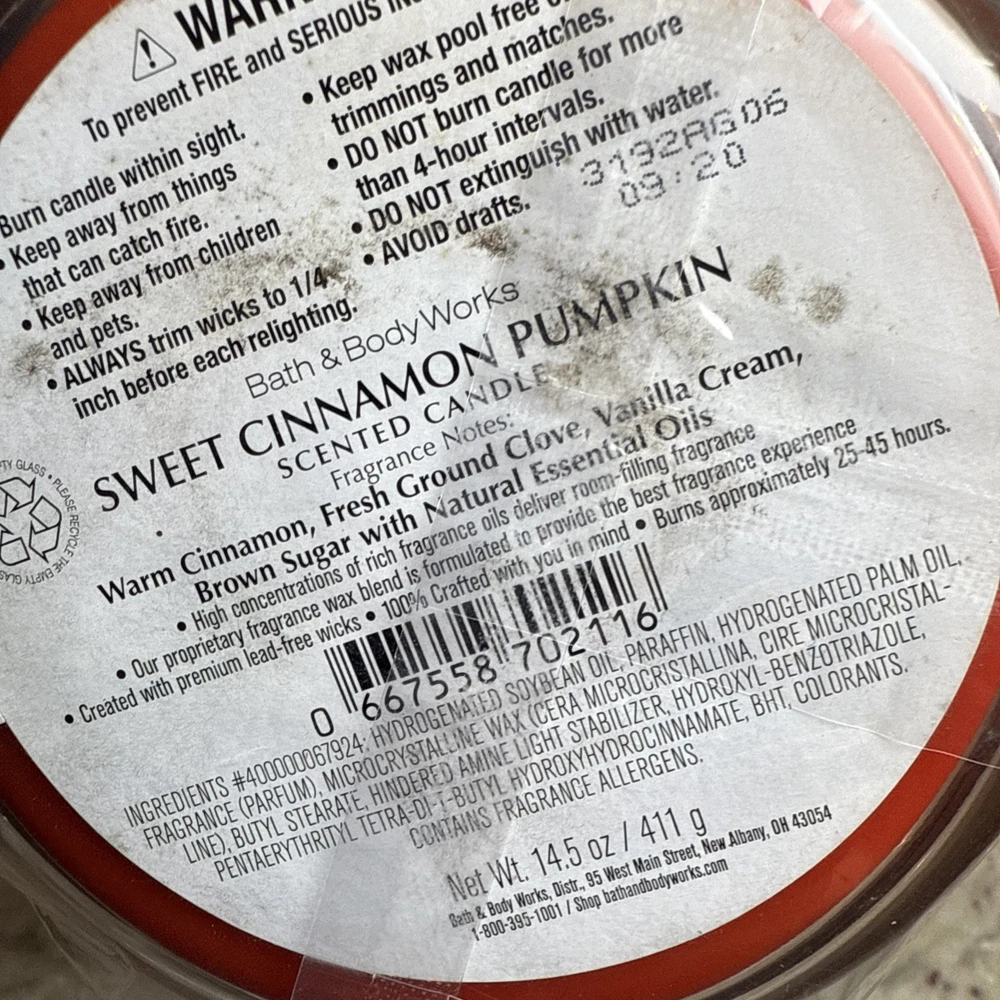 To prevent FIRE and SERIOUS
Burn candle within sight.
• Keep away from things
that can catch fire.
• Keep away from children
and pets.
• ALWAYS trim wicks to 1/4
inch before each relighting.
• Keep wax pool free
trimmings and matches.
• DO NOT burn candle for more
than 4-hour intervals.
• DO NOT extinguish with water.
• AVOID drafts.
3192AG06
09:20
Bath & Body Works
SWEET CINNAMON PUMPKIN
SCENTED CANDLE
Fragrance Notes:
Warm Cinnamon, Fresh Ground Clove, Vanilla Cream,
Brown Sugar with Natural Essential Oils
• High concentrations of rich fragrance oils deliver room-filling fragrance
• Our proprietary fragrance wax blend is formulated to provide the best fragrance experience
• Created with premium lead-free wicks • 100% Crafted with you in mind • Burns approximately 25-45 hours.
PLEASE RECYCLE THE EMPTY GLASS
0 667558 702116
INGREDIENTS #400000067924: HYDROGENATED SOYBEAN OIL, PARAFFIN, HYDROGENATED PALM OIL,
FRAGRANCE (PARFUM), MICROCRYSTALLINE WAX (CERA MICROCRISTALLINA, CIRE MICROCRISTAL-
LINE), BUTYL STEARATE, HINDERED AMINE LIGHT STABILIZER, HYDROXYL-BENZOTRIAZOLE,
PENTAERYTHRITYL TETRA-DI-T-BUTYL HYDROXYHYDROCINNAMATE, BHT, COLORANTS.
CONTAINS FRAGRANCE ALLERGENS.
Net Wt. 14.5 oz / 411 g
Bath & Body Works, Distr., 95 West Main Street, New Albany, OH 43054
1-800-395-1001 / Shop bathandbodyworks.com